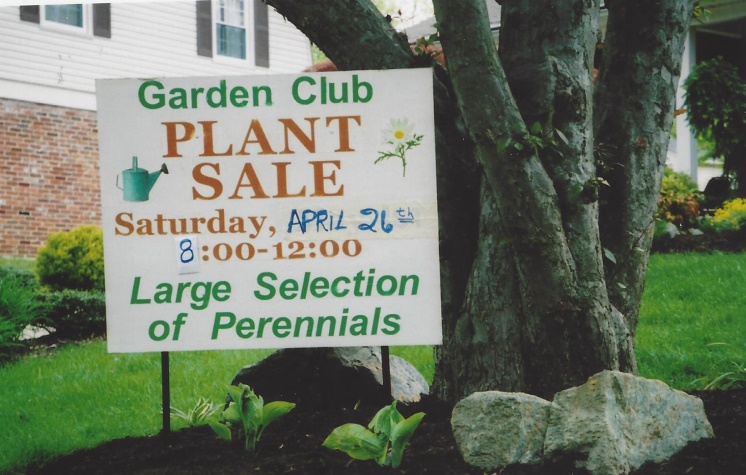 Garden Club
PLANT
SALE
Saturday, APRIL 26th
8:00-12:00
Large Selection
of Perennials